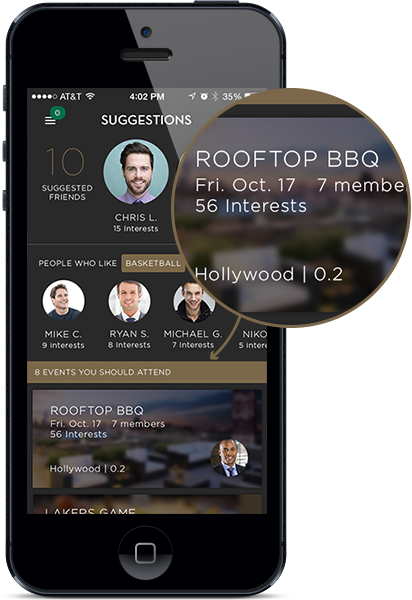 AT&T 4:02 PM 35%
0
SUGGESTIONS
10
SUGGESTED
FRIENDS
CHRIS L.
15 Interests
PEOPLE WHO LIKE BASKETBALL
MIKE C. RYAN S. MICHAEL G. NIKO
9 Interests 8 Interests 7 Interests 5 Intere
8 EVENTS YOU SHOULD ATTEND
ROOFTOP BBQ
Fri. Oct. 17 7 members
56 Interests
Hollywood | 0.2
LAKERS GAME
ROOFTOP BBQ
Fri. Oct. 17 7 membe
56 Interests
Hollywood | 0.2